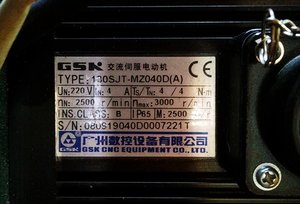 GSK 交流伺服电动机 CE
TYPE: 130SJT-MZ040D(A)
UN: 220 V IN: 4 A Ts/TN: 4 / 4 N·m
nN: 2500 r/min nmax: 3000 r/min
INS.CLASS: B IP65 M: 2500
S/N: 080S19040D0007221T
广州数控设备有限公司
GSK CNC EQUIPMENT CO., LTD.